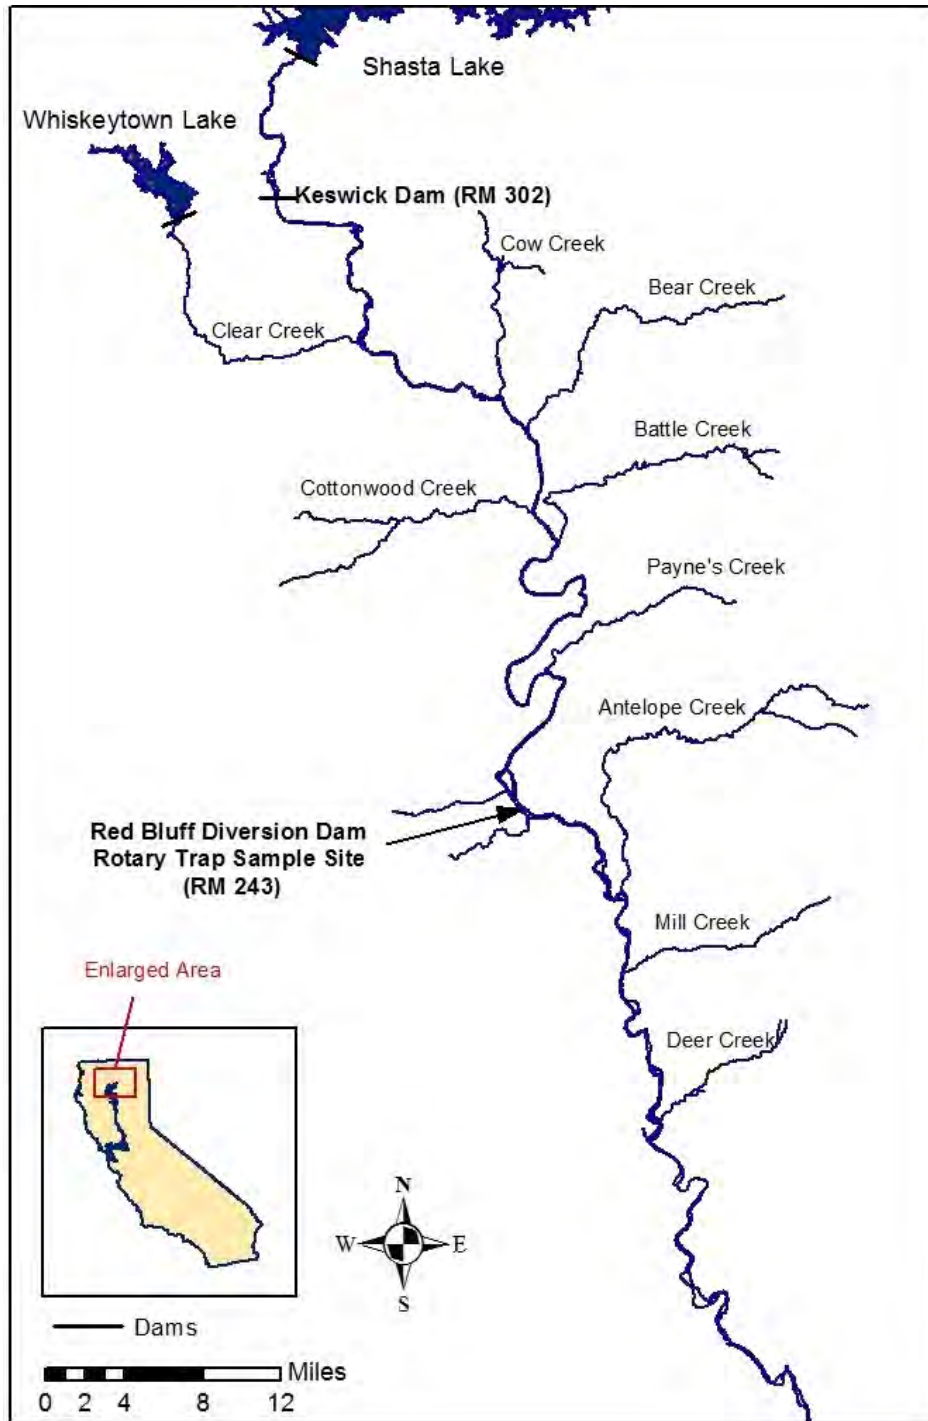 Shasta Lake
Whiskeytown Lake
Keswick Dam (RM 302)
Cow Creek
Bear Creek
Clear Creek
Battle Creek
Cottonwood Creek
Payne's Creek
Antelope Creek
Red Bluff Diversion Dam
Rotary Trap Sample Site
(RM 243)
Mill Creek
Enlarged Area
Deer Creek
N
W E
S
Dams
Miles
0 2 4 8 12